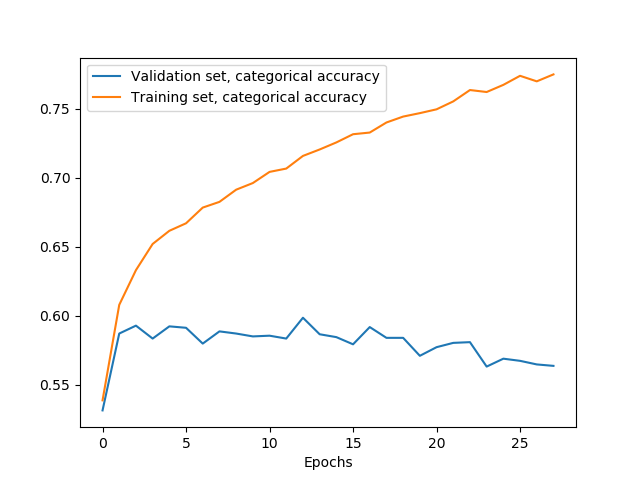 Validation set, categorical accuracy
Training set, categorical accuracy
0.75
0.70
0.65
0.60
0.55
0 5 10 15 20 25
Epochs